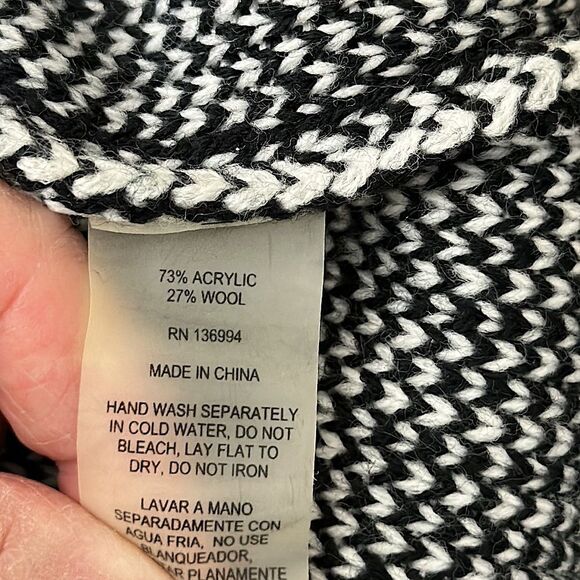 73% ACRYLIC
27% WOOL
RN 136994
MADE IN CHINA
HAND WASH SEPARATELY
IN COLD WATER, DO NOT
BLEACH, LAY FLAT TO
DRY, DO NOT IRON
LAVAR A MANO
SEPARADAMENTE CON
AGUA FRIA, NO USE
BLANQUEADOR,
PLANAMENTE